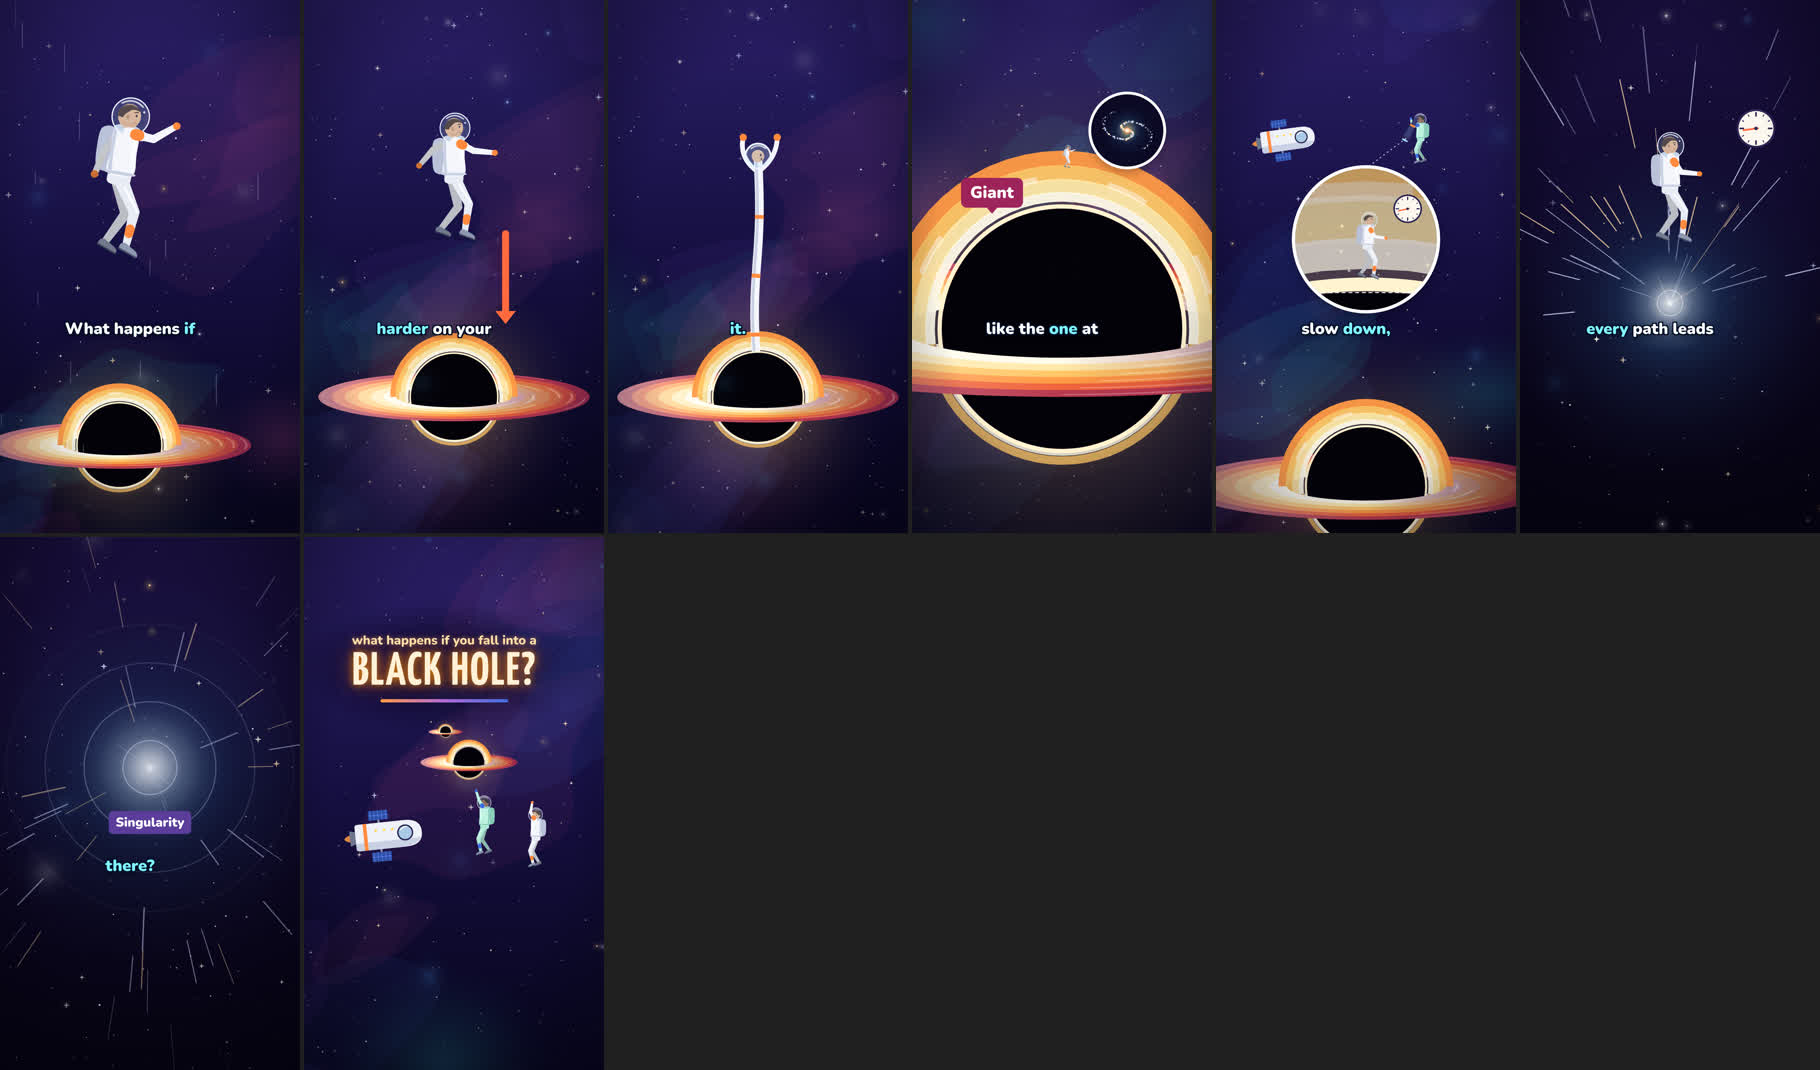 What happens if
harder on your
it.
Giant
like the one at
slow down,
every path leads
Singularity
there?
what happens if you fall into a
BLACK HOLE?